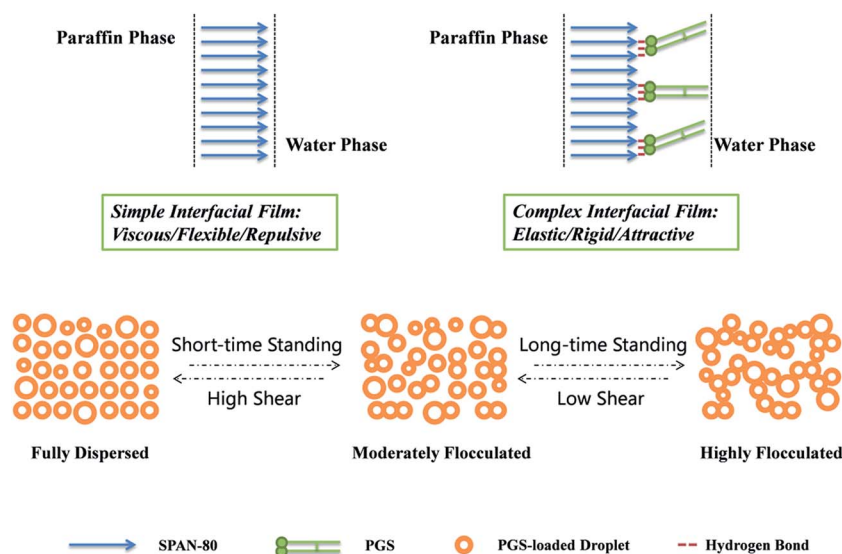 Paraffin Phase
Water Phase
Simple Interfacial Film:
Viscous/Flexible/Repulsive
Paraffin Phase
Water Phase
Complex Interfacial Film:
Elastic/Rigid/Attractive
Short-time Standing
High Shear
Long-time Standing
Low Shear
Fully Dispersed
Moderately Flocculated
Highly Flocculated
SPAN-80
PGS
PGS-loaded Droplet
Hydrogen Bond